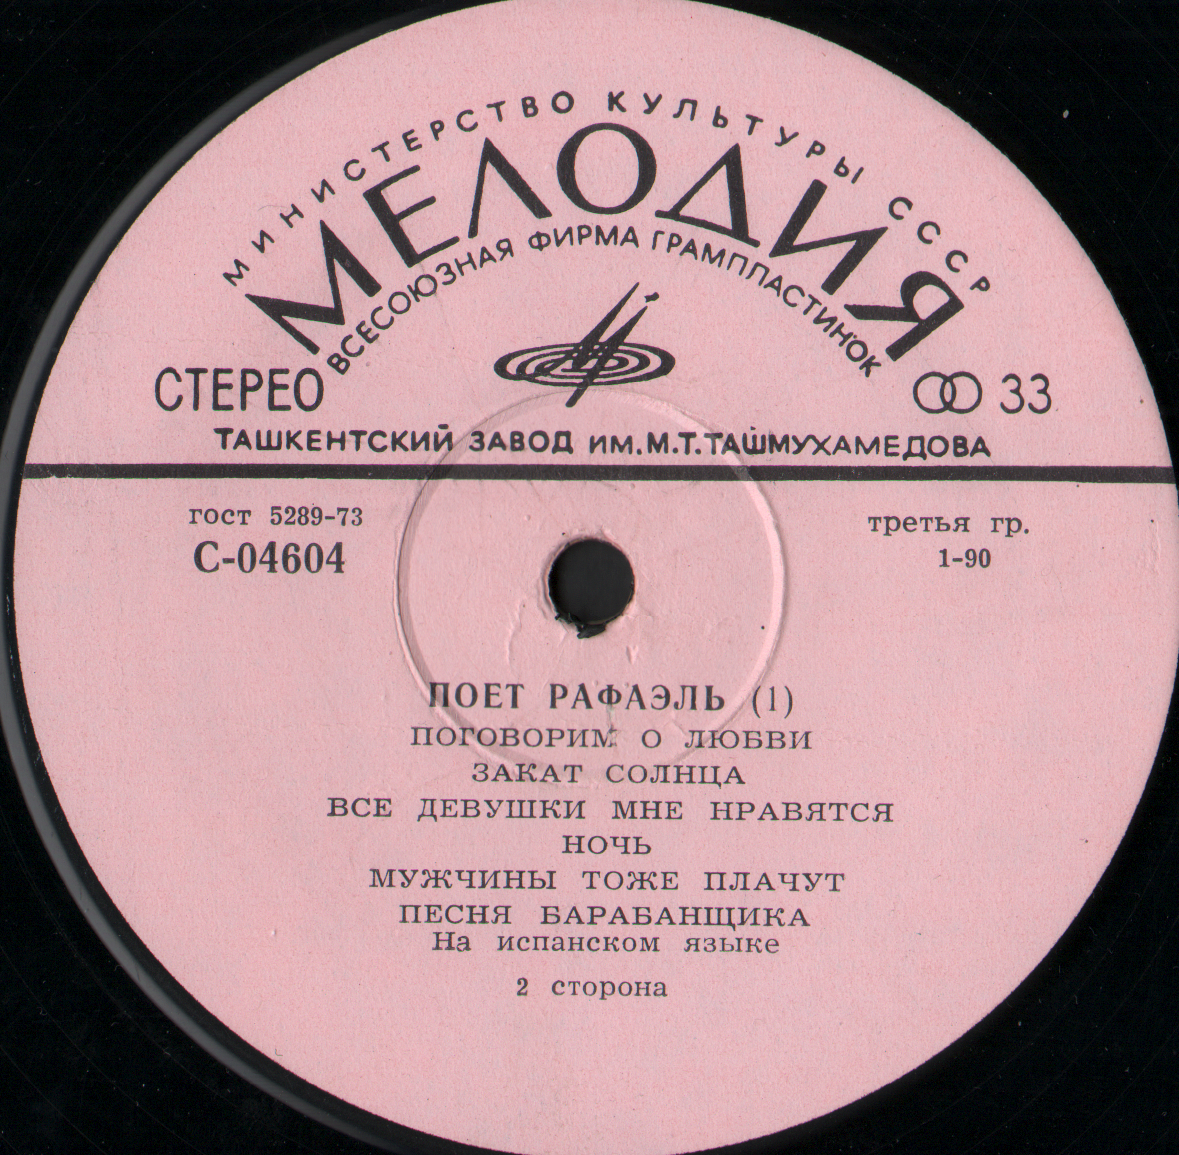 МИНИСТЕРСТВО КУЛЬТУРЫ СССР
МЕЛОДИЯ
ВСЕСОЮЗНАЯ ФИРМА ГРАМПЛАСТИНОК
СТЕРЕО
33
ТАШКЕНТСКИЙ ЗАВОД ИМ.М.Т.ТАШМУХАМЕДОВА
гост 5289-73
третья гр.
С-04604
1-90
ПОЕТ РАФАЭЛЬ (1)
ПОГОВОРИМ О ЛЮБВИ
ЗАКАТ СОЛНЦА
ВСЕ ДЕВУШКИ МНЕ НРАВЯТСЯ
НОЧЬ
МУЖЧИНЫ ТОЖЕ ПЛАЧУТ
ПЕСНЯ БАРАБАНЩИКА
На испанском языке
2 сторона